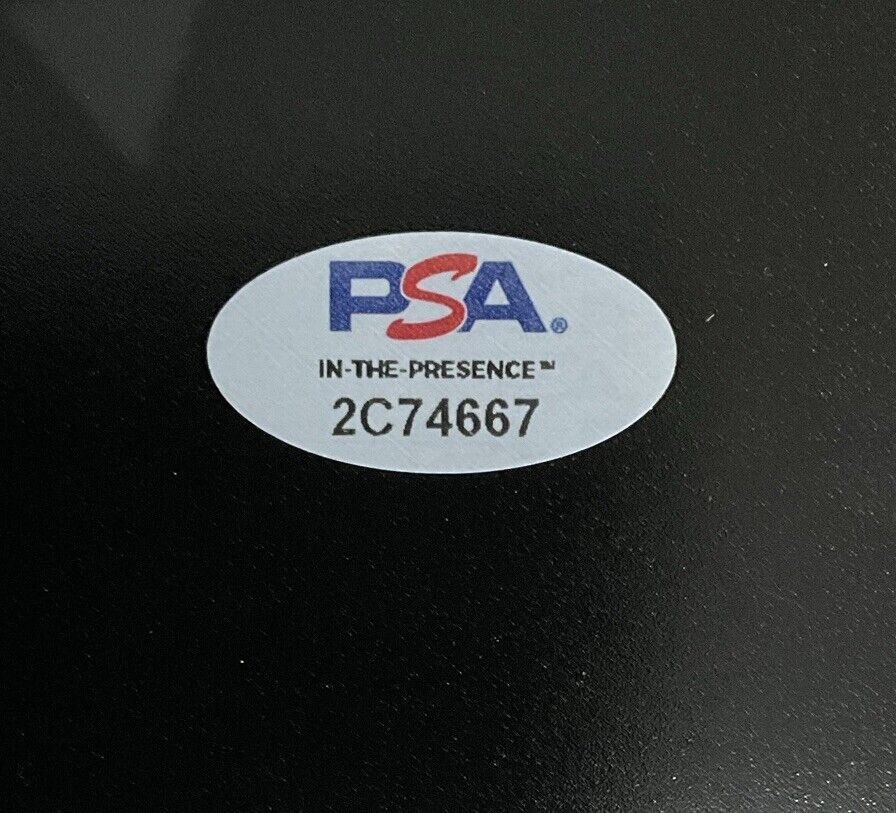 PSA®
IN-THE-PRESENCE™
2C74667